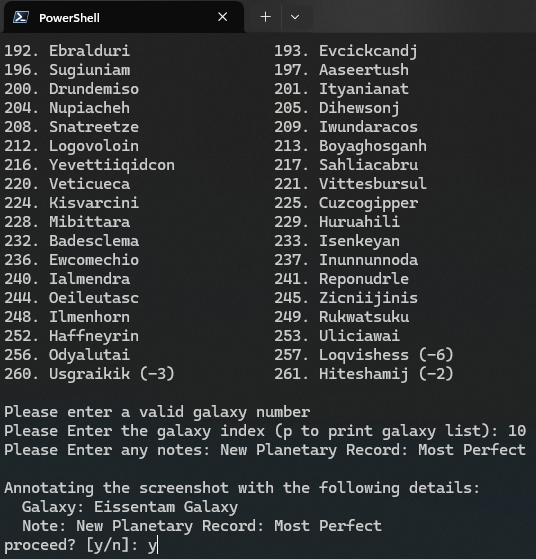 PowerShell
192. Ebralduri 193. Evcickcandj
196. Sugiuniam 197. Aaseertush
200. Drundemiso 201. Ityanianat
204. Nupiacheh 205. Dihewsonj
208. Snatreetze 209. Iwundaracos
212. Logovoloin 213. Boyaghosganh
216. Yevettiiqidcon 217. Sahliacabru
220. Veticueca 221. Vittesbursul
224. Kisvarcini 225. Cuzcogipper
228. Mibittara 229. Huruahili
232. Badesclema 233. Isenkeyan
236. Ewcomechio 237. Inunnunnoda
240. Ialmendra 241. Reponudrle
244. Oeileutasc 245. Zicniijinis
248. Ilmenhorn 249. Rukwatsuku
252. Haffneyrin 253. Uliciawai
256. Odyalutai 257. Loqvishess (-6)
260. Usgraikik (-3) 261. Hiteshamij (-2)
Please enter a valid galaxy number
Please Enter the galaxy index (p to print galaxy list): 10
Please Enter any notes: New Planetary Record: Most Perfect
Annotating the screenshot with the following details:
Galaxy: Eissentam Galaxy
Note: New Planetary Record: Most Perfect
proceed? [y/n]: y